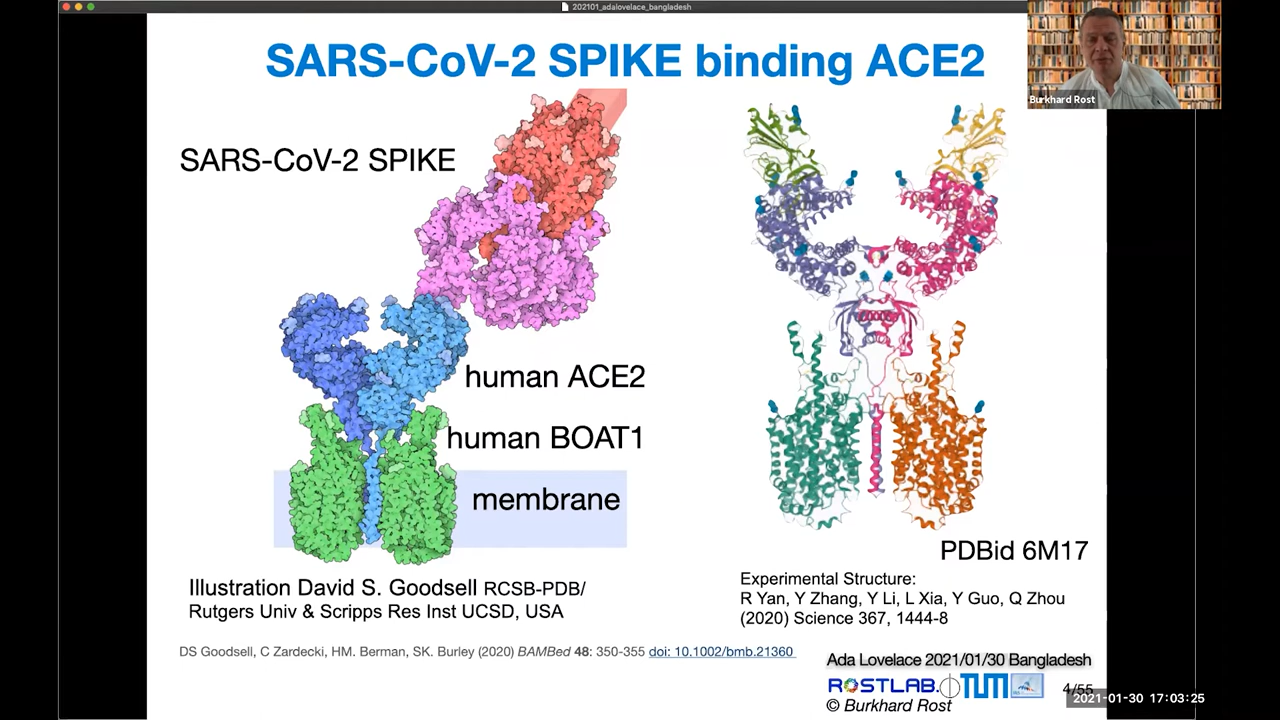 202101_adalovelace_bangladesh
SARS-CoV-2 SPIKE binding ACE2
Burkhard Rost
SARS-CoV-2 SPIKE
human ACE2
human BOAT1
membrane
PDBid 6M17
Illustration David S. Goodsell RCSB-PDB/
Rutgers Univ & Scripps Res Inst UCSD, USA
Experimental Structure:
R Yan, Y Zhang, Y Li, L Xia, Y Guo, Q Zhou
(2020) Science 367, 1444-8
DS Goodsell, C Zardecki, HM. Berman, SK. Burley (2020) BAMBed 48: 350-355 doi: 10.1002/bmb.21360
Ada Lovelace 2021/01/30 Bangladesh
ROSTLAB. TUM
4/55
2021-01-30 17:03:25
© Burkhard Rost